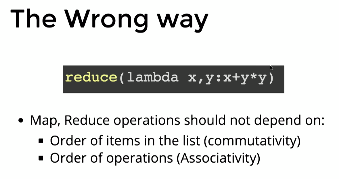 The Wrong way
reduce(lambda x,y:x+y*y)
• Map, Reduce operations should not depend on:
▪ Order of items in the list (commutativity)
▪ Order of operations (Associativity)